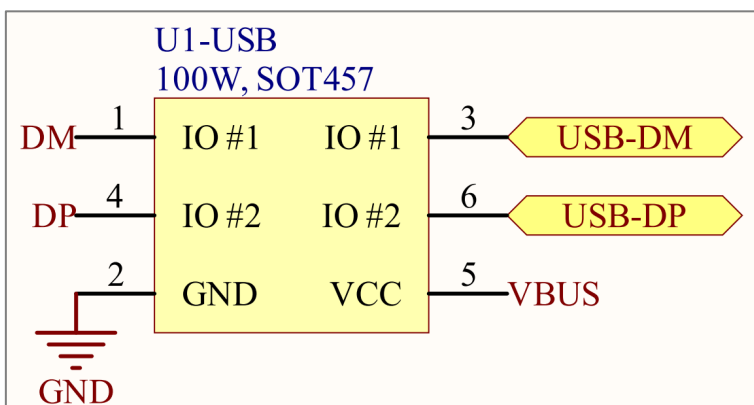 U1-USB
100W, SOT457
DM 1 IO #1 IO #1 3 USB-DM
DP 4 IO #2 IO #2 6 USB-DP
2 GND VCC 5 VBUS
GND